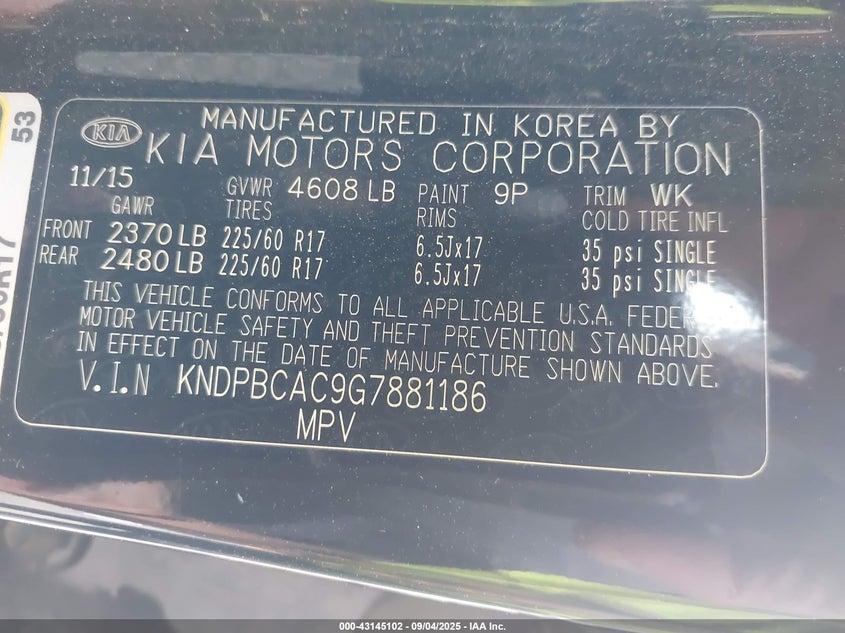 KIA
MANUFACTURED IN KOREA BY
KIA MOTORS CORPORATION
11/15 GVWR 4608 LB PAINT 9P TRIM WK
GAWR TIRES RIMS COLD TIRE INFL
FRONT 2370 LB 225/60 R17 6.5Jx17 35 psi SINGLE
REAR 2480 LB 225/60 R17 6.5Jx17 35 psi SINGLE
THIS VEHICLE CONFORMS TO ALL APPLICABLE U.S.A. FEDER
MOTOR VEHICLE SAFETY AND THEFT PREVENTION STANDARDS
IN EFFECT ON THE DATE OF MANUFACTURE SHOWN ABOVE.
V.I.N KNDPBCAC9G7881186
MPV
53
000-43145102 - 09/04/2025 - IAA Inc.